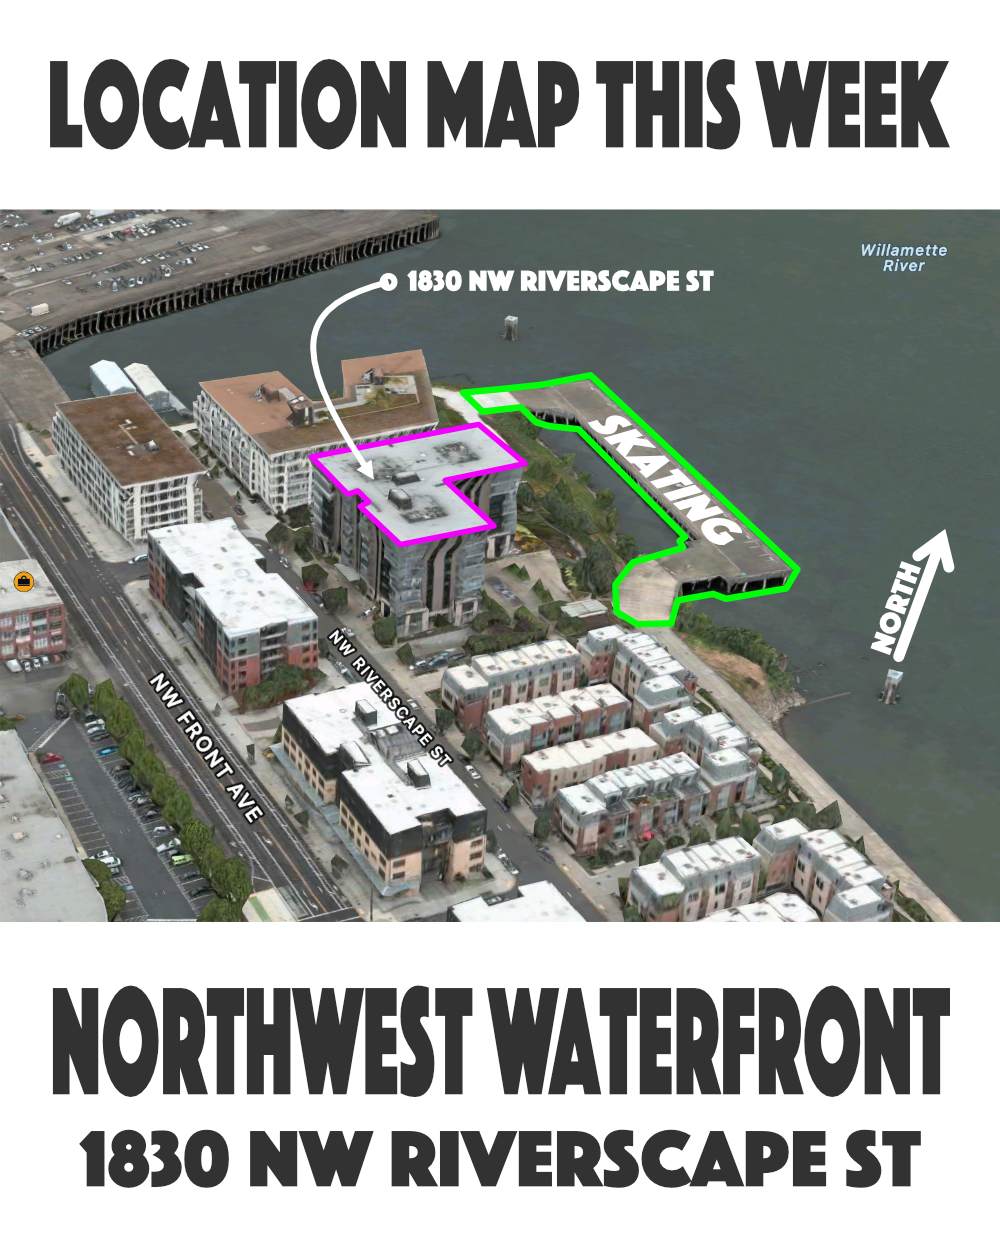 LOCATION MAP THIS WEEK
Willamette
River
1830 NW RIVERSCAPE ST
SKATING
NORTH
NW RIVERSCAPE ST
NW FRONT AVE
NORTHWEST WATERFRONT
1830 NW RIVERSCAPE ST